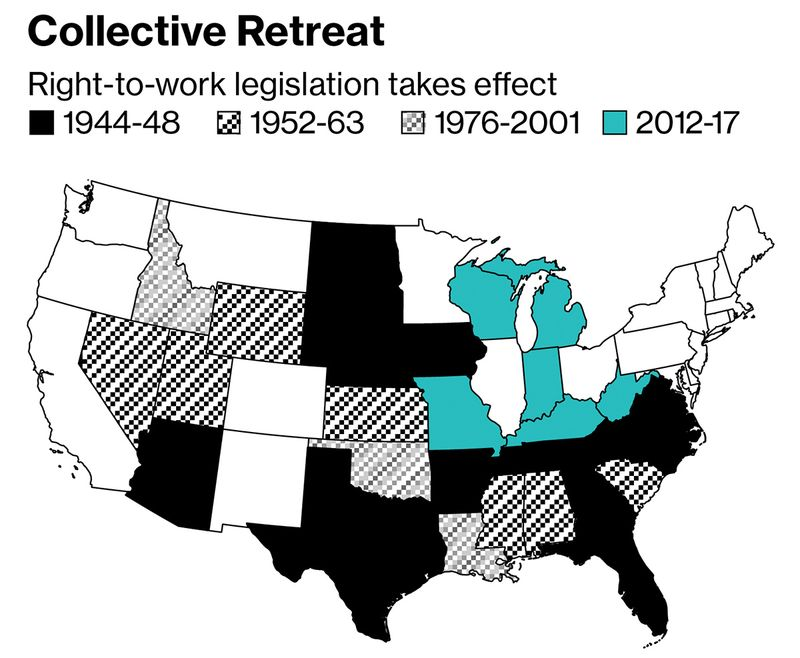 Collective Retreat
Right-to-work legislation takes effect
1944-48 1952-63 1976-2001 2012-17